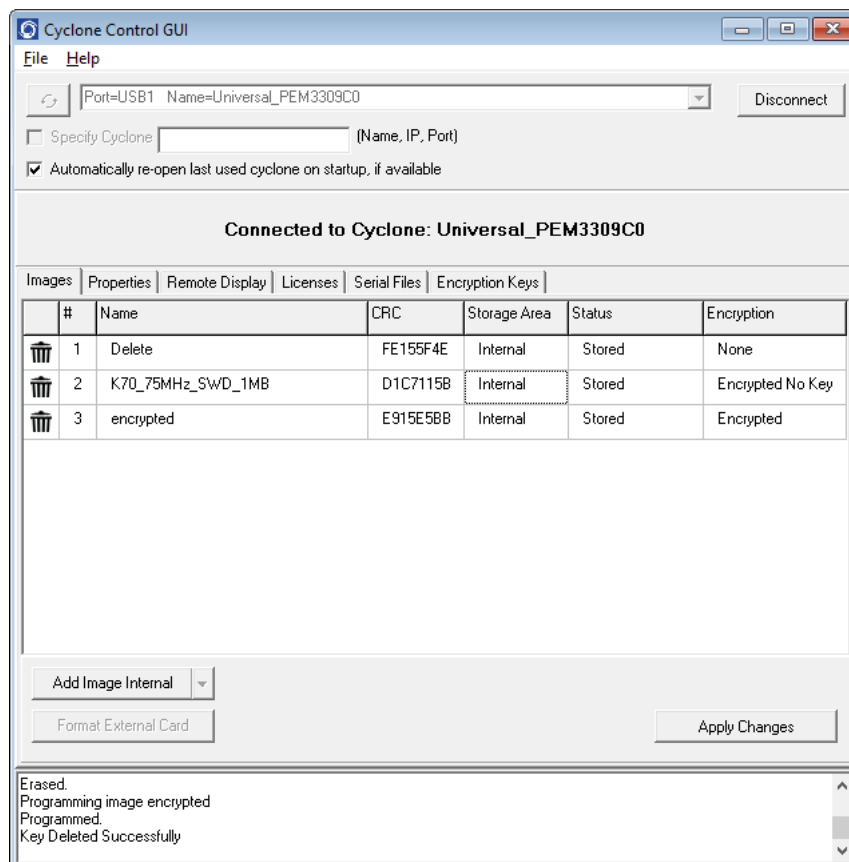 Cyclone Control GUI
File Help
Port=USB1 Name=Universal_PEM3309C0
Disconnect
Specify Cyclone (Name, IP, Port)
Automatically re-open last used cyclone on startup, if available
Connected to Cyclone: Universal_PEM3309C0
Images Properties Remote Display Licenses Serial Files Encryption Keys
# Name CRC Storage Area Status Encryption
1 Delete FE155F4E Internal Stored None
2 K70_75MHz_SWD_1MB D1C7115B Internal Stored Encrypted No Key
3 encrypted E915E5BB Internal Stored Encrypted
Add Image Internal
Format External Card
Apply Changes
Erased.
Programming image encrypted
Programmed.
Key Deleted Successfully